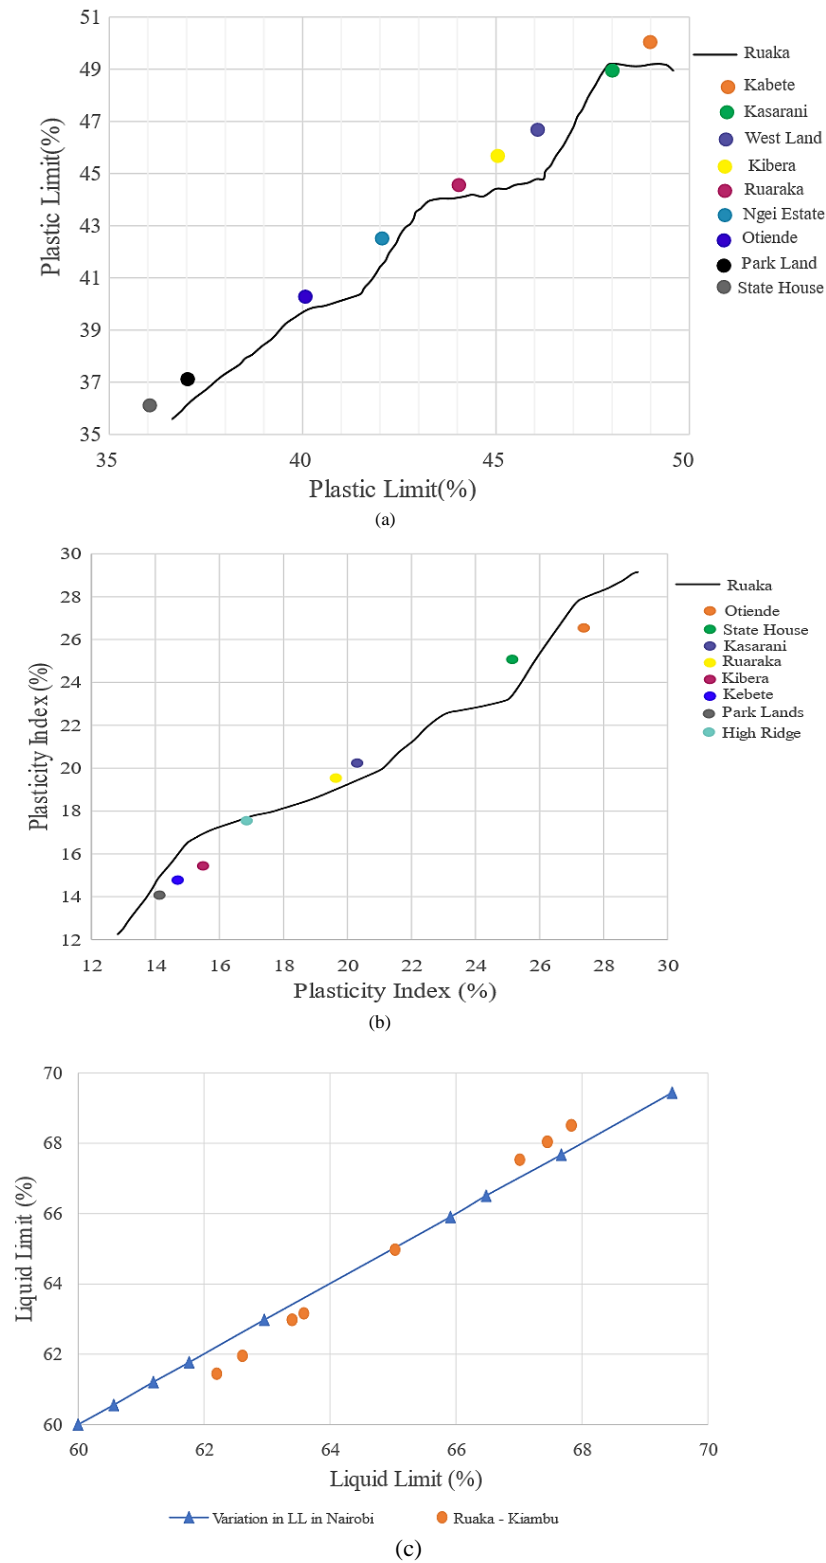 51
49
47
45
43
41
39
37
35
Plastic Limit(%)
35 40 45 50
Plastic Limit(%)
Ruaka
Kabete
Kasarani
West Land
Kibera
Ruaraka
Ngei Estate
Otiende
Park Land
State House
(a)
30
28
26
24
22
20
18
16
14
12
Plasticity Index (%)
12 14 16 18 20 22 24 26 28 30
Plasticity Index (%)
Ruaka
Otiende
State House
Kasarani
Ruaraka
Kibera
Kebete
Park Lands
High Ridge
(b)
70
68
66
64
62
60
Liquid Limit (%)
60 62 64 66 68 70
Liquid Limit (%)
Variation in LL in Nairobi Ruaka - Kiambu
(c)